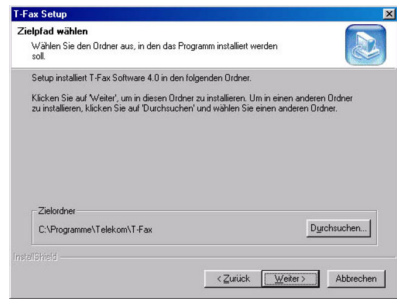 T-Fax Setup
Zielpfad wählen
Wählen Sie den Ordner aus, in den das Programm installiert werden
soll.
Setup installiert T-Fax Software 4.0 in den folgenden Ordner.
Klicken Sie auf 'Weiter', um in diesen Ordner zu installieren. Um in einen anderen Ordner
zu installieren, klicken Sie auf 'Durchsuchen' und wählen Sie einen anderen Ordner.
Zielordner
C:\Programme\Telekom\T-Fax
Durchsuchen...
InstallShield
< Zurück Weiter > Abbrechen